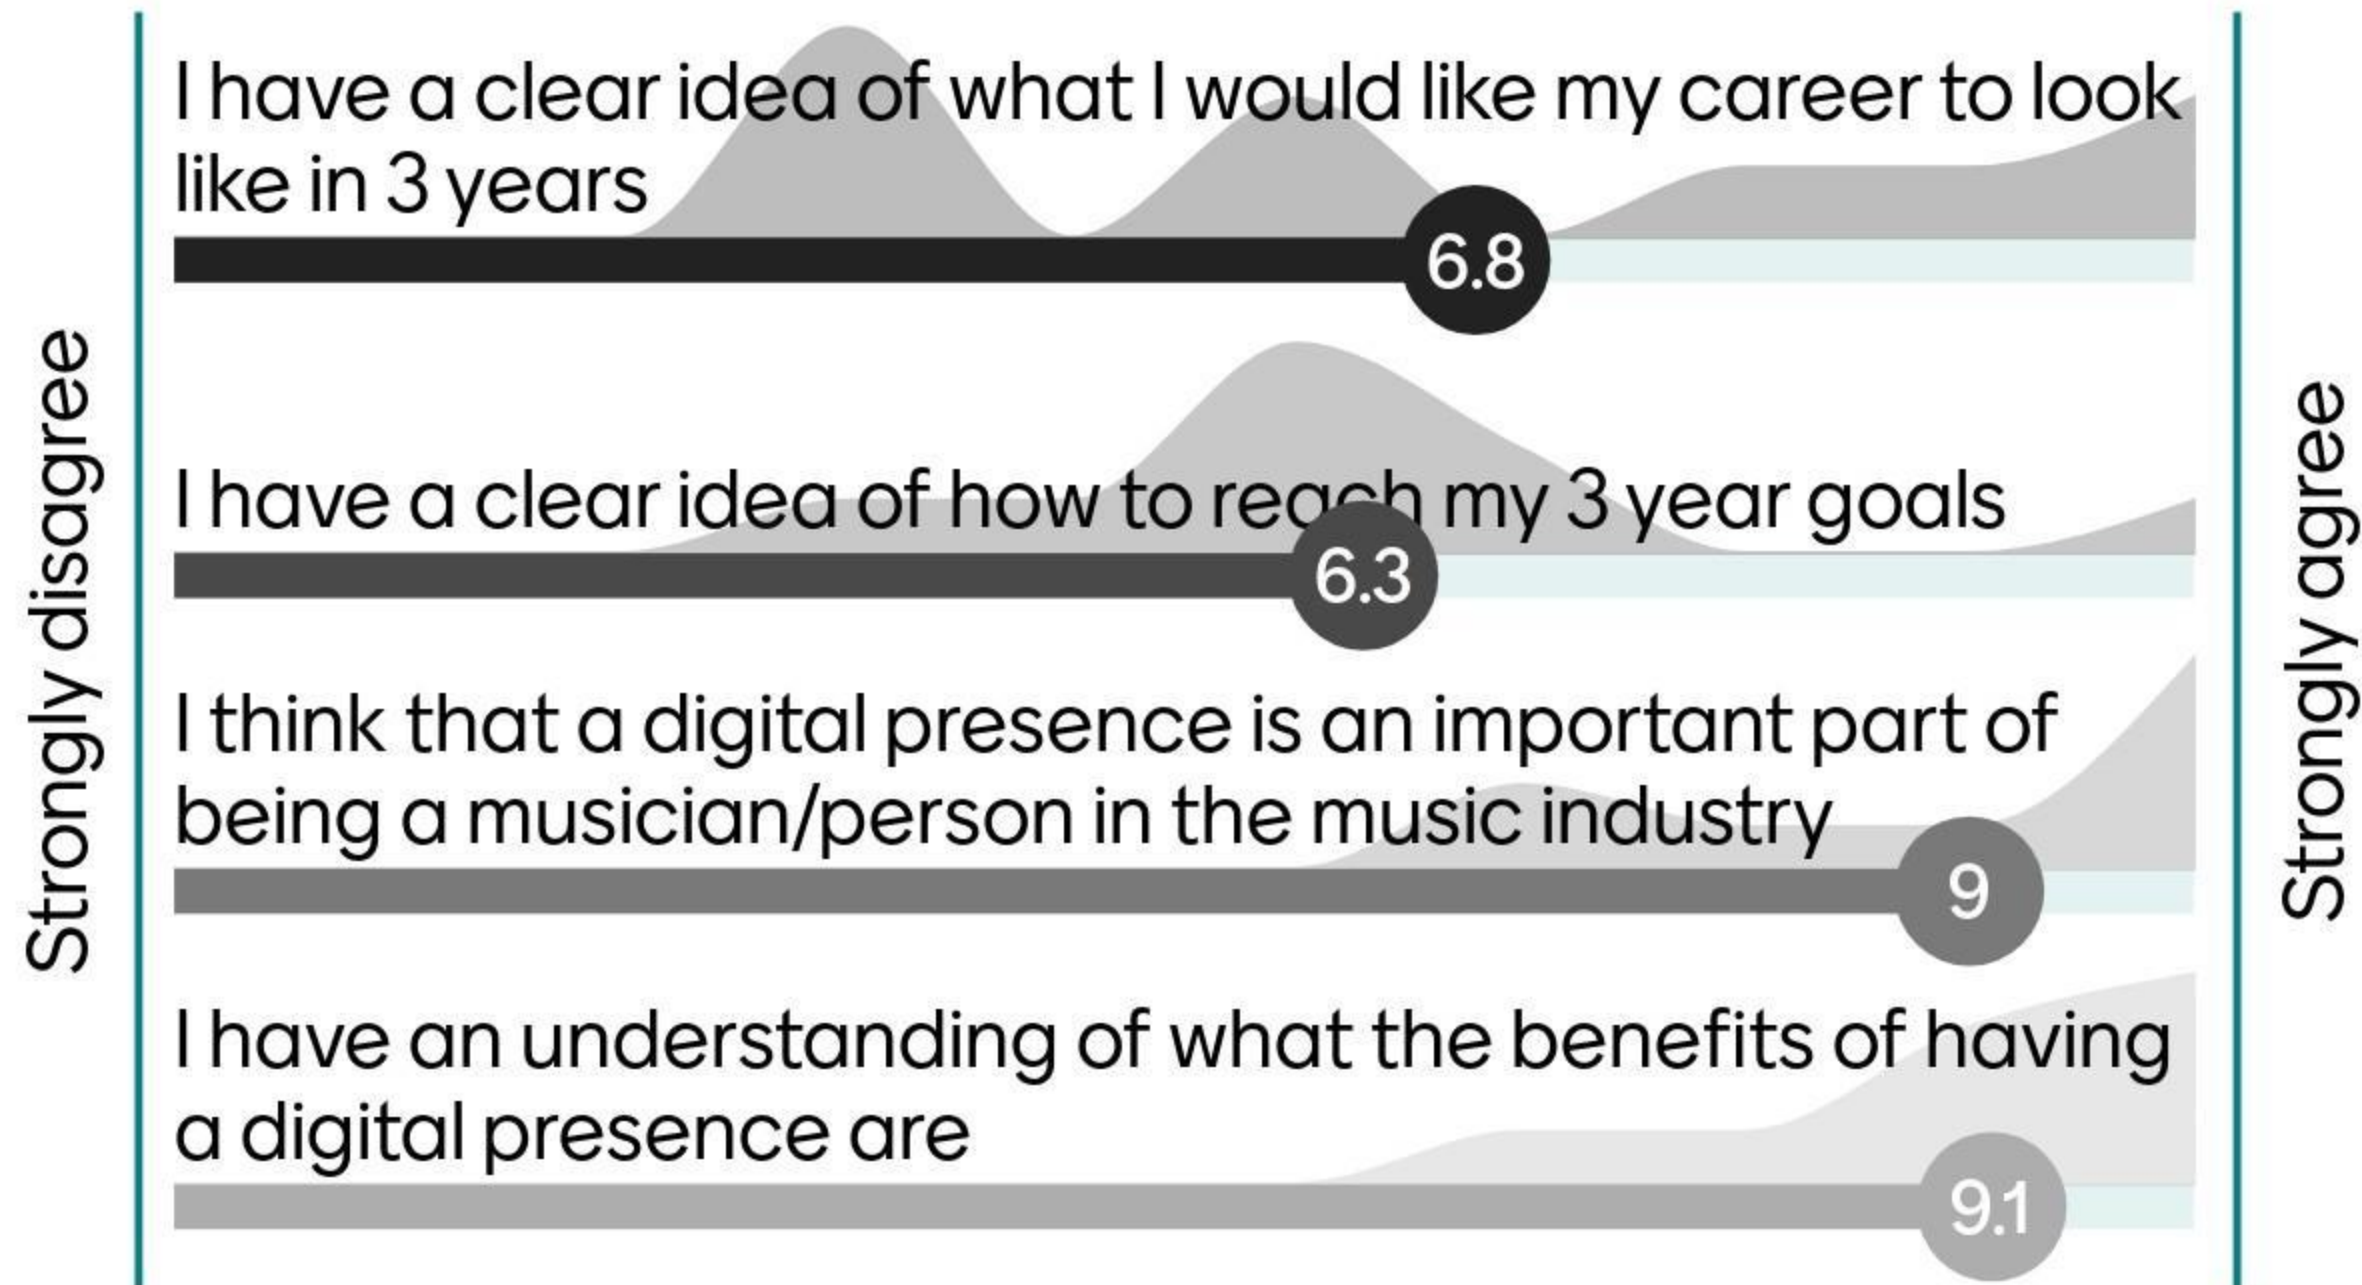 Strongly disagree
I have a clear idea of what I would like my career to look
like in 3 years
6.8
I have a clear idea of how to reach my 3 year goals
6.3
I think that a digital presence is an important part of
being a musician/person in the music industry
9
I have an understanding of what the benefits of having
a digital presence are
9.1
Strongly agree